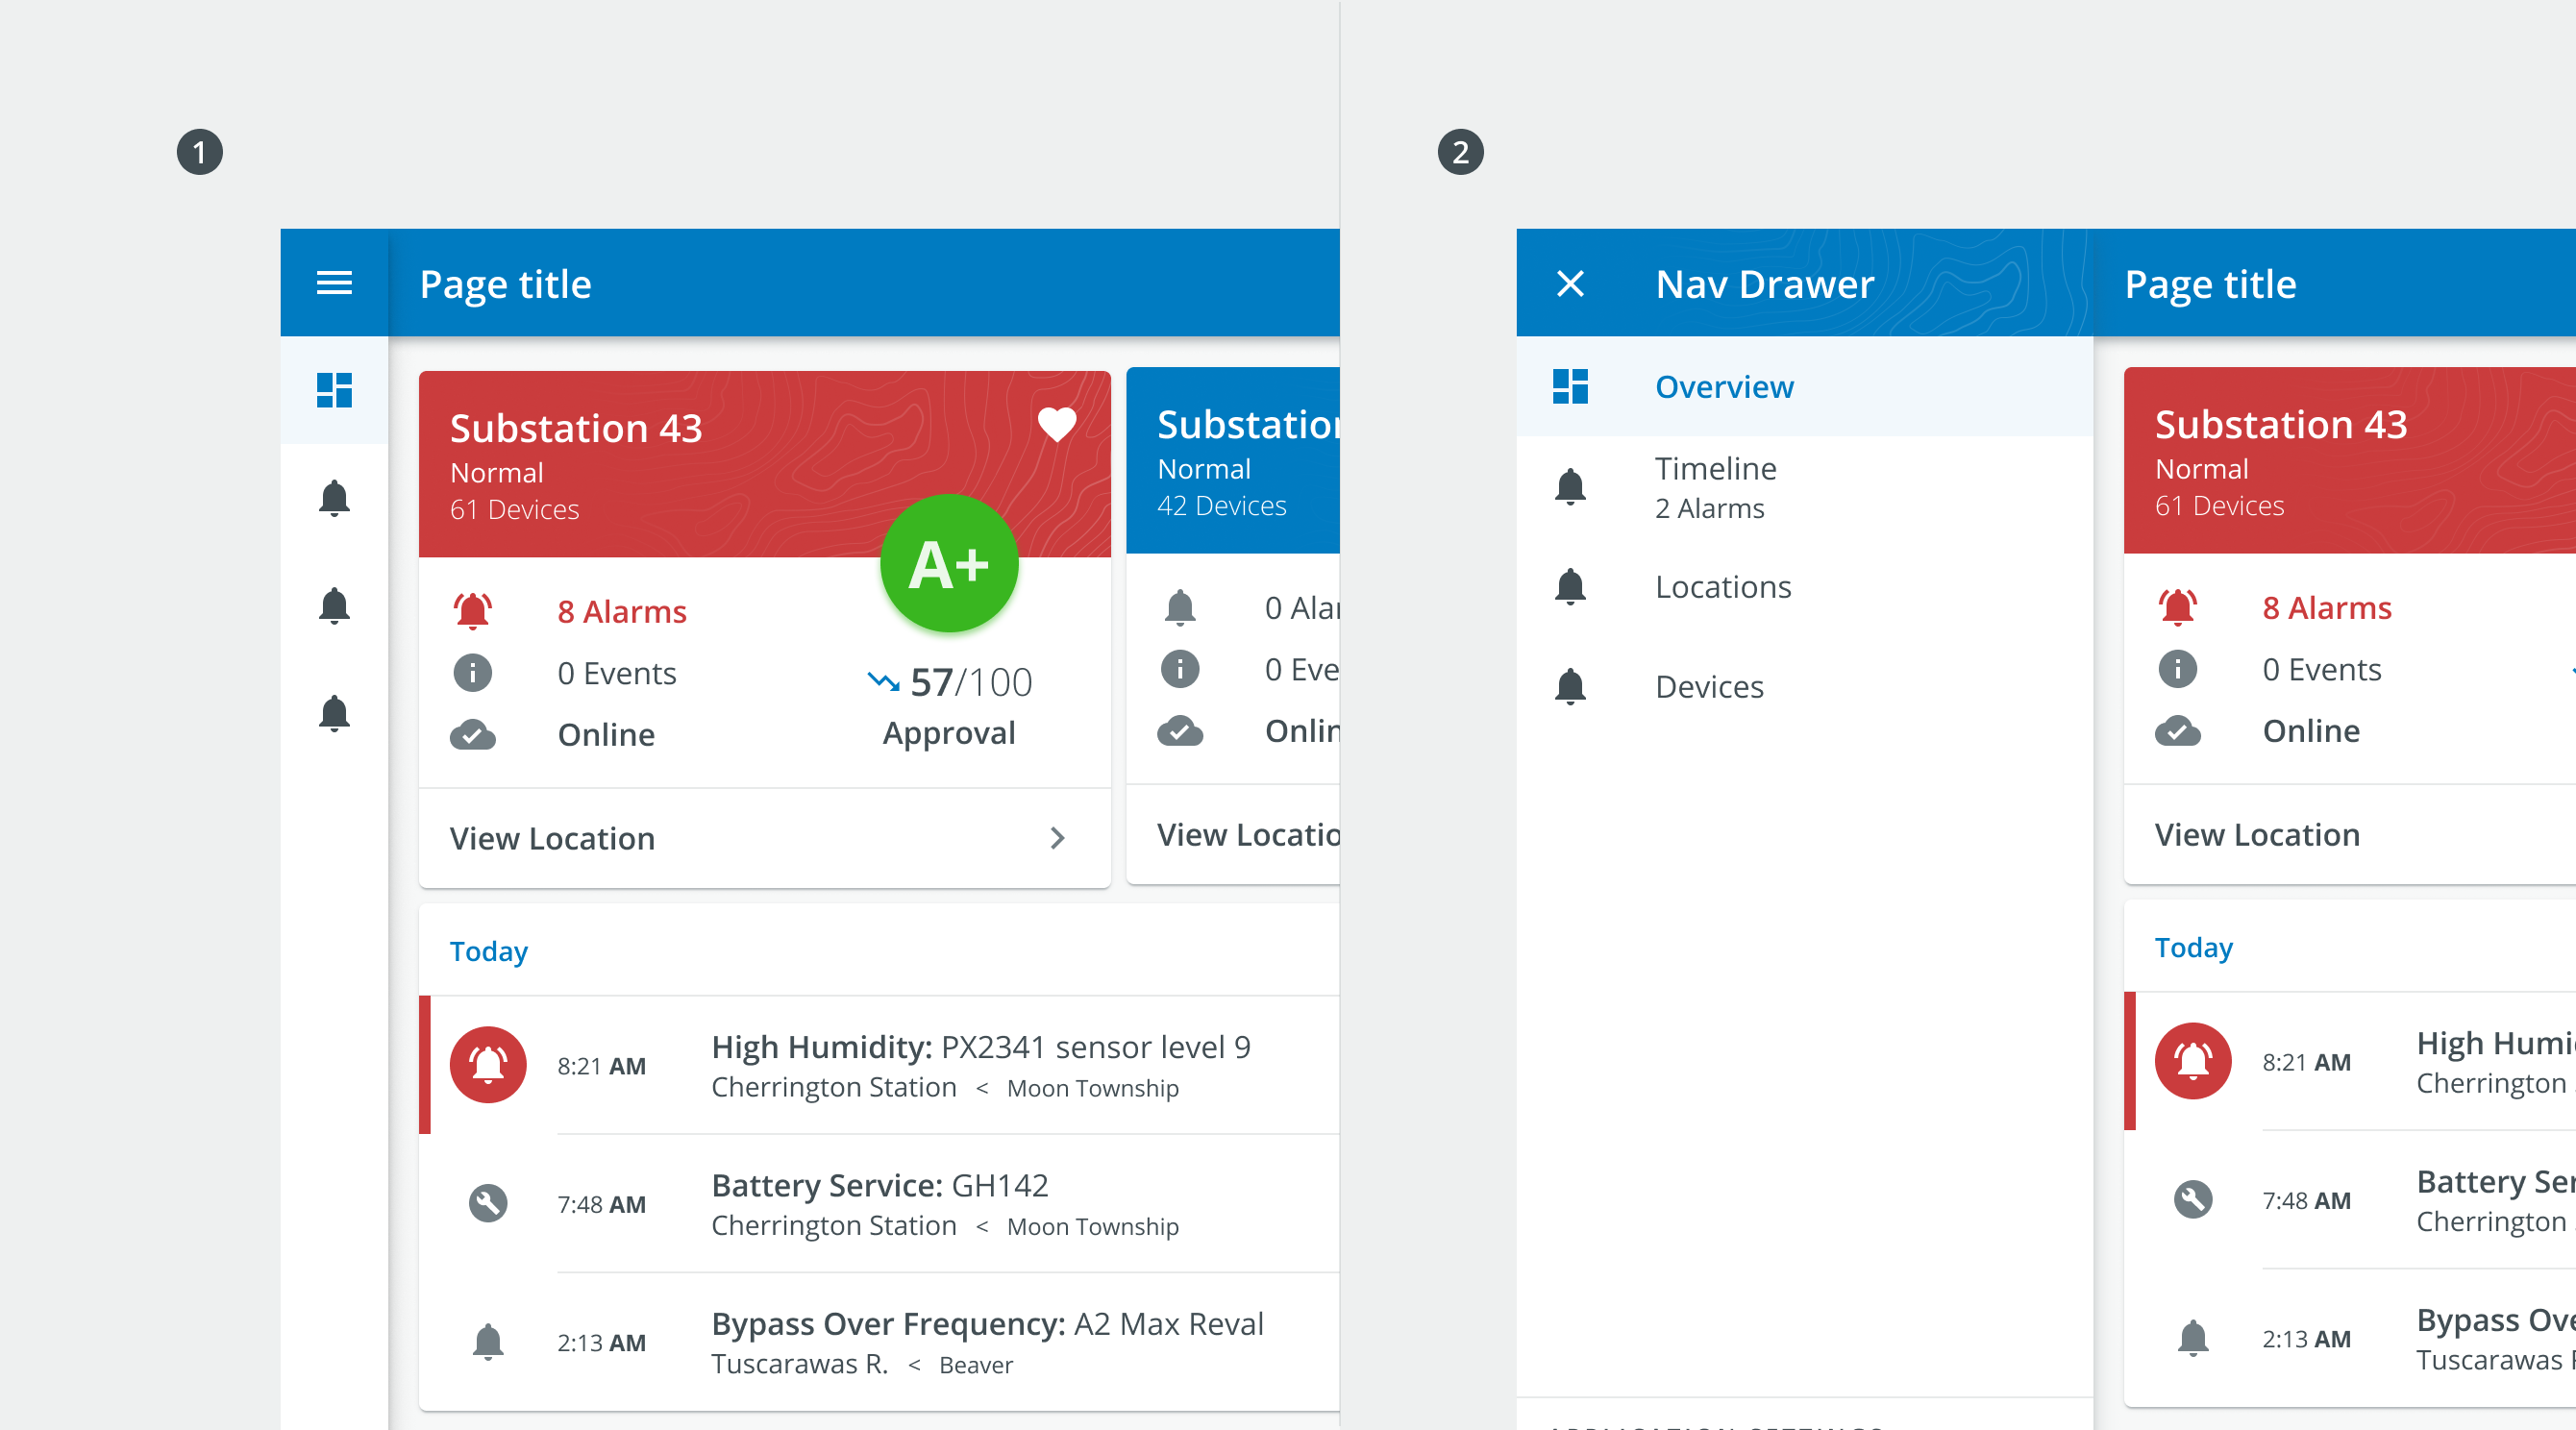 1
Page title
Substation 43
Normal
61 Devices
A+
8 Alarms
0 Events
Online
57/100
Approval
View Location
Substation
Normal
42 Devices
0 Alar
0 Eve
Onlin
View Locatio
Today
8:21 AM
High Humidity: PX2341 sensor level 9
Cherrington Station < Moon Township
7:48 AM
Battery Service: GH142
Cherrington Station < Moon Township
2:13 AM
Bypass Over Frequency: A2 Max Reval
Tuscarawas R. < Beaver
2
Nav Drawer
Overview
Timeline
2 Alarms
Locations
Devices
APPLICATION SETTINGS
Page title
Substation 43
Normal
61 Devices
8 Alarms
0 Events
Online
View Location
Today
8:21 AM
High Humi
Cherrington
7:48 AM
Battery Ser
Cherrington
2:13 AM
Bypass Ove
Tuscarawas